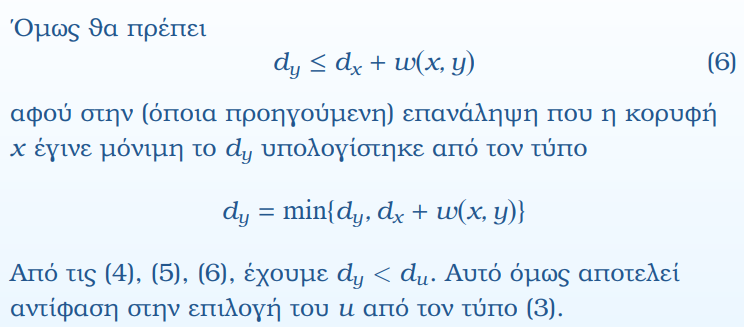 Όμως θα πρέπει
d_y ≤ d_x + w(x, y) (6)
αφού στην (όποια προηγούμενη) επανάληψη που η κορυφή
x έγινε μόνιμη το d_y υπολογίστηκε από τον τύπο
d_y = min{d_y, d_x + w(x, y)}
Από τις (4), (5), (6), έχουμε d_y < d_u. Αυτό όμως αποτελεί
αντίφαση στην επιλογή του u από τον τύπο (3).